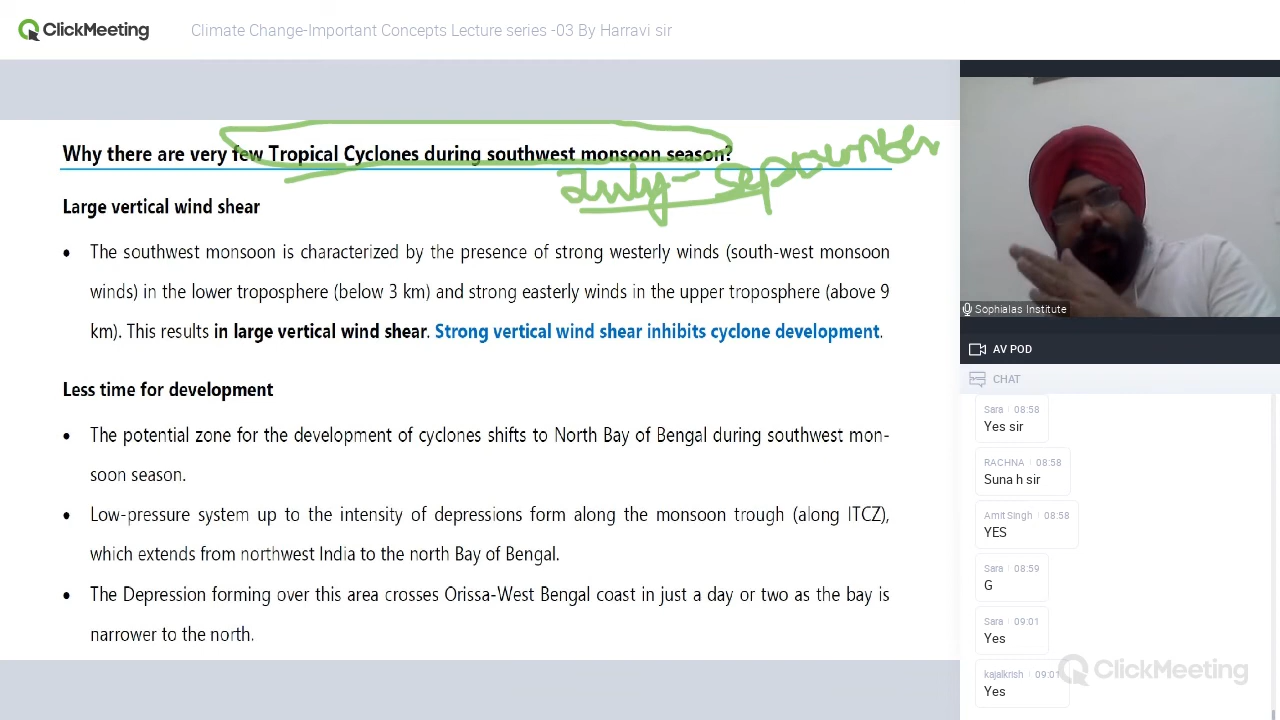 ClickMeeting
Climate Change-Important Concepts Lecture series -03 By Harravi sir
Why there are very few Tropical Cyclones during southwest monsoon season?
July - September
Large vertical wind shear
• The southwest monsoon is characterized by the presence of strong westerly winds (south-west monsoon
winds) in the lower troposphere (below 3 km) and strong easterly winds in the upper troposphere (above 9
km). This results in large vertical wind shear. Strong vertical wind shear inhibits cyclone development.
Less time for development
• The potential zone for the development of cyclones shifts to North Bay of Bengal during southwest mon-
soon season.
• Low-pressure system up to the intensity of depressions form along the monsoon trough (along ITCZ),
which extends from northwest India to the north Bay of Bengal.
• The Depression forming over this area crosses Orissa-West Bengal coast in just a day or two as the bay is
narrower to the north.
Sophialas Institute
AV POD
CHAT
Sara 08:58
Yes sir
RACHNA 08:58
Suna h sir
Amit Singh 08:58
YES
Sara 08:59
G
Sara 09:01
Yes
kajalkrish 09:01
Yes
ClickMeeting